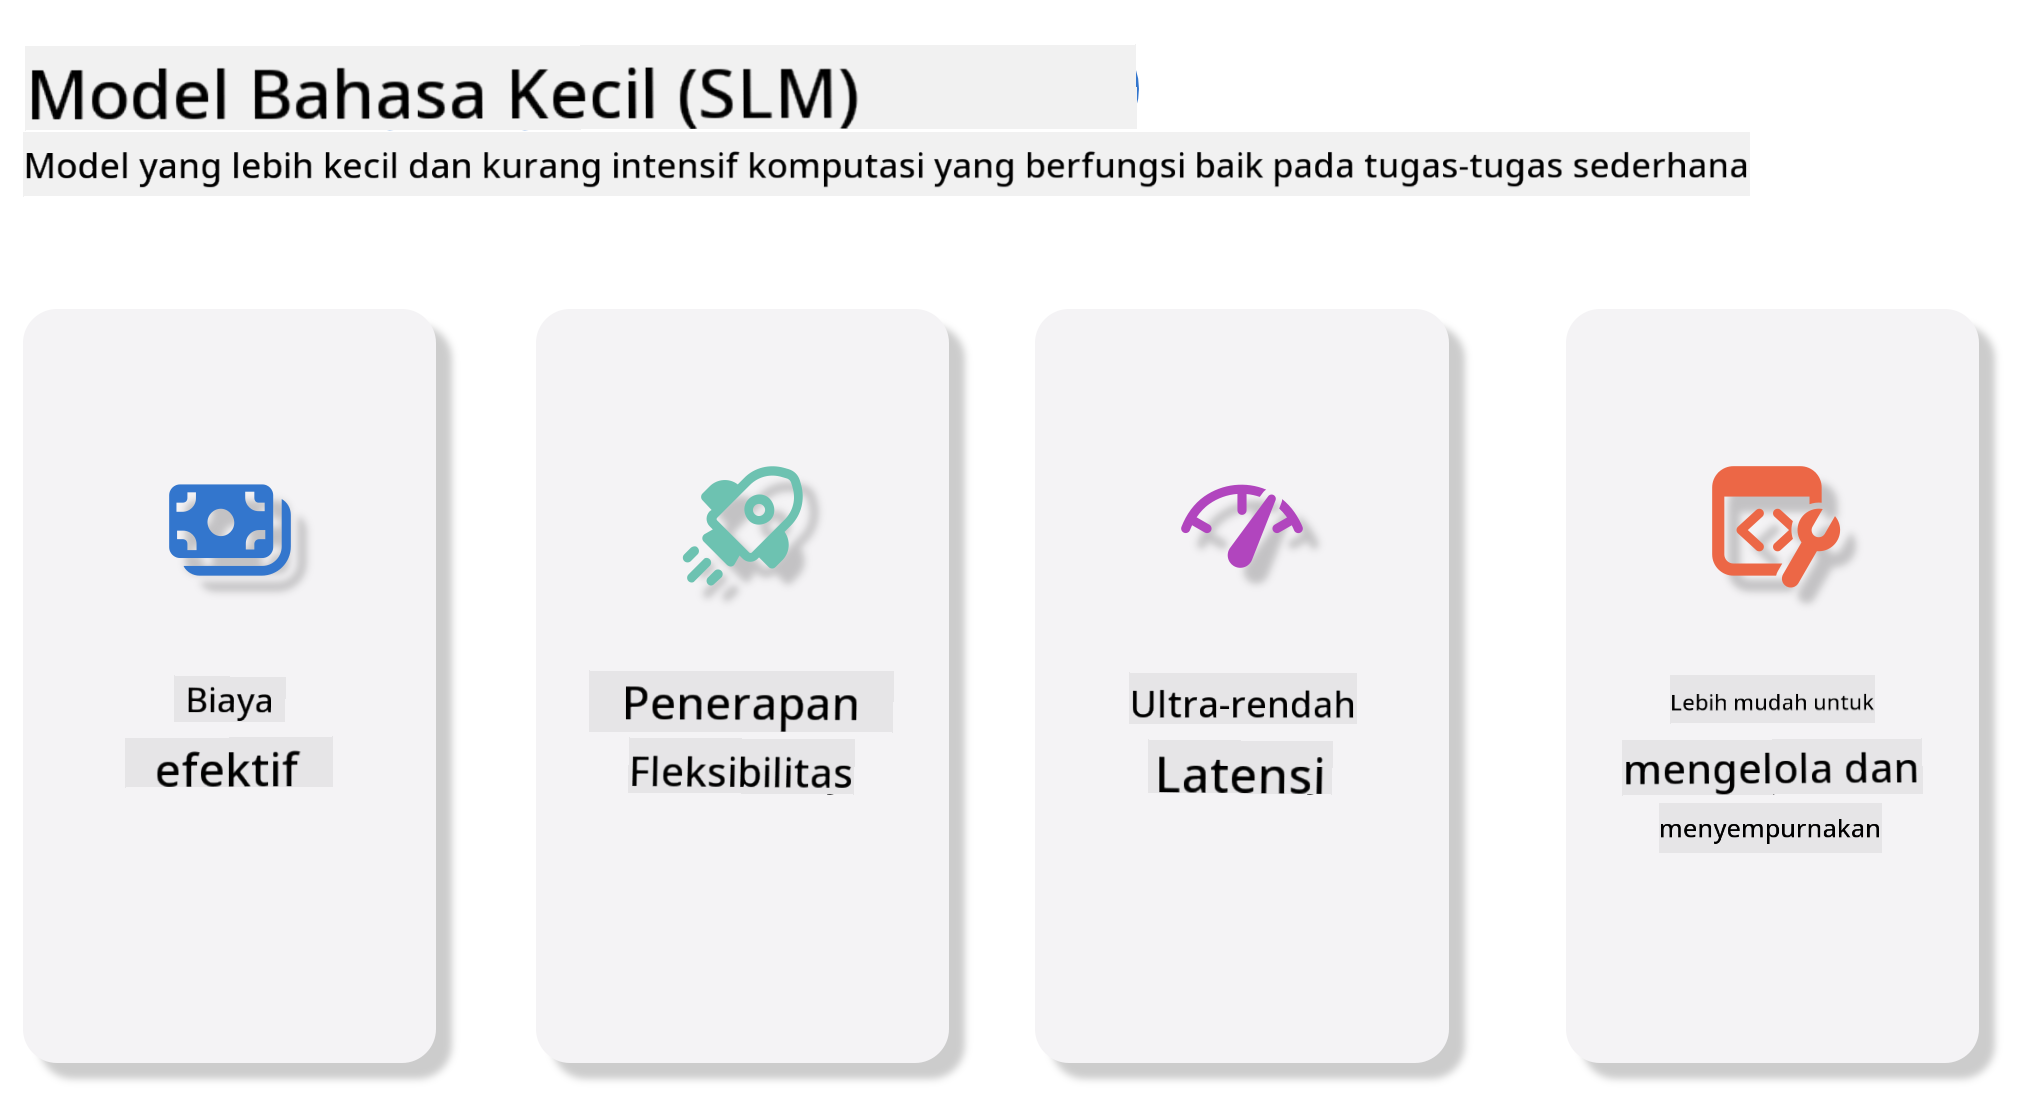 Model Bahasa Kecil (SLM)
Model yang lebih kecil dan kurang intensif komputasi yang berfungsi baik pada tugas-tugas sederhana
Biaya
efektif
Penerapan
Fleksibilitas
Ultra-rendah
Latensi
Lebih mudah untuk
mengelola dan
menyempurnakan